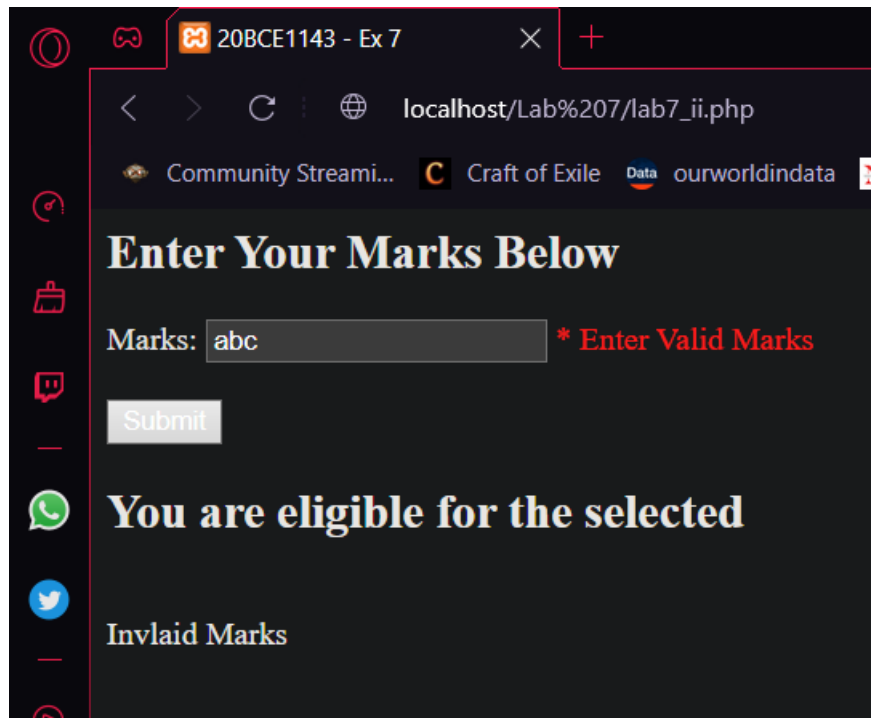 20BCE1143 - Ex 7
localhost/Lab%207/lab7_ii.php
Community Streami... C Craft of Exile Data ourworldindata
Enter Your Marks Below
Marks: abc * Enter Valid Marks
Submit
You are eligible for the selected
Invlaid Marks